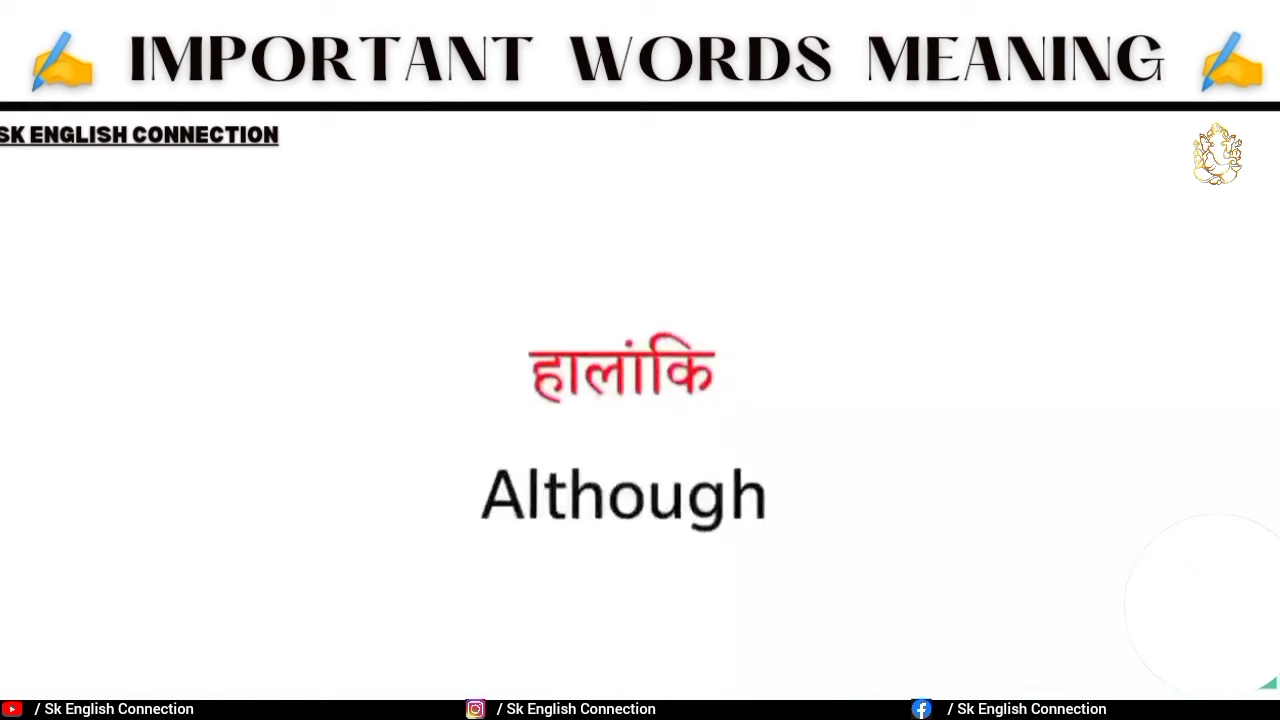 ✍ IMPORTANT WORDS MEANING ✍
SK ENGLISH CONNECTION
हालांकि
Although
/ Sk English Connection
/ Sk English Connection
/ Sk English Connection